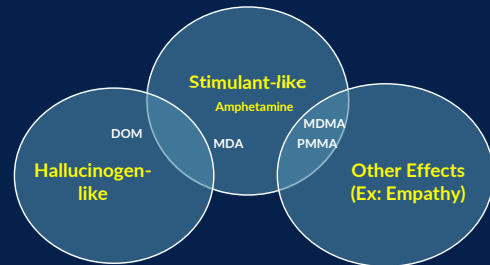 Stimulant-like
Amphetamine
MDMA
DOM
MDA
PMMA
Hallucinogen-
like
Other Effects
(Ex: Empathy)